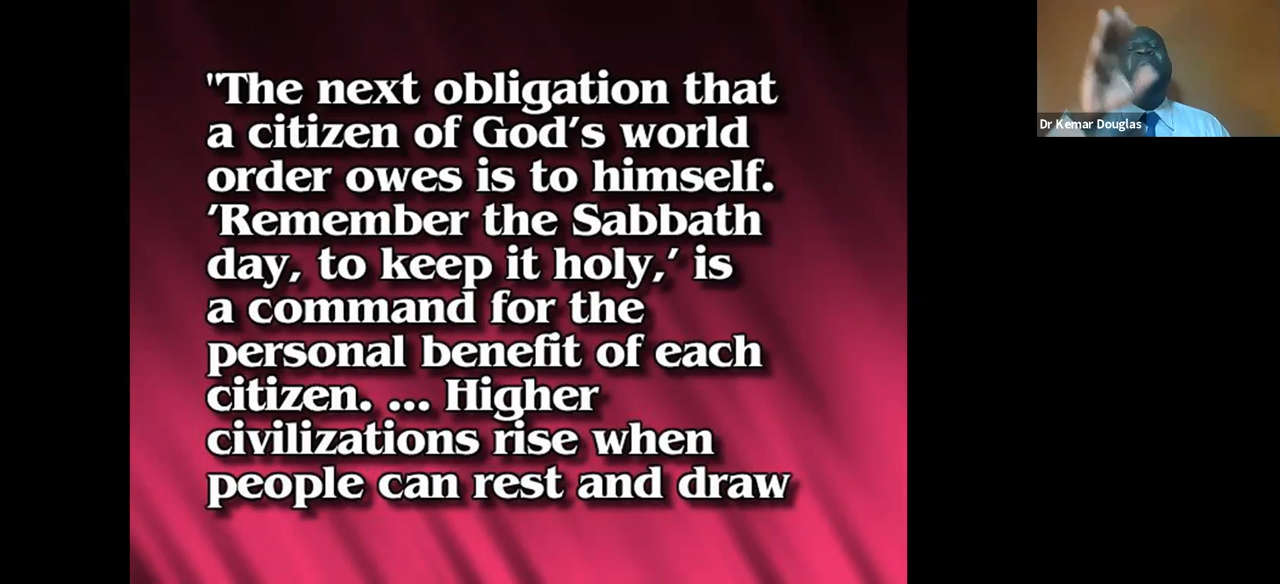 "The next obligation that
a citizen of God's world
order owes is to himself.
'Remember the Sabbath
day, to keep it holy,' is
a command for the
personal benefit of each
citizen. ... Higher
civilizations rise when
people can rest and draw
Dr Kemar Douglas